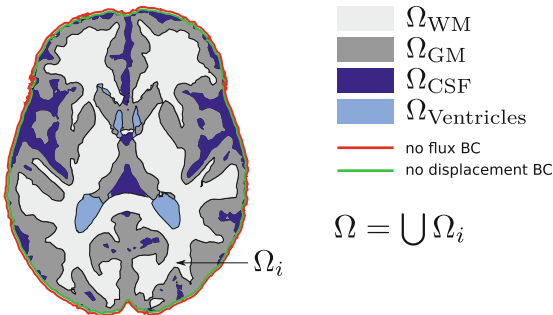 Ω_WM
Ω_GM
Ω_CSF
Ω_Ventricles
no flux BC
no displacement BC
Ω = ⋃ Ω_i
Ω_i